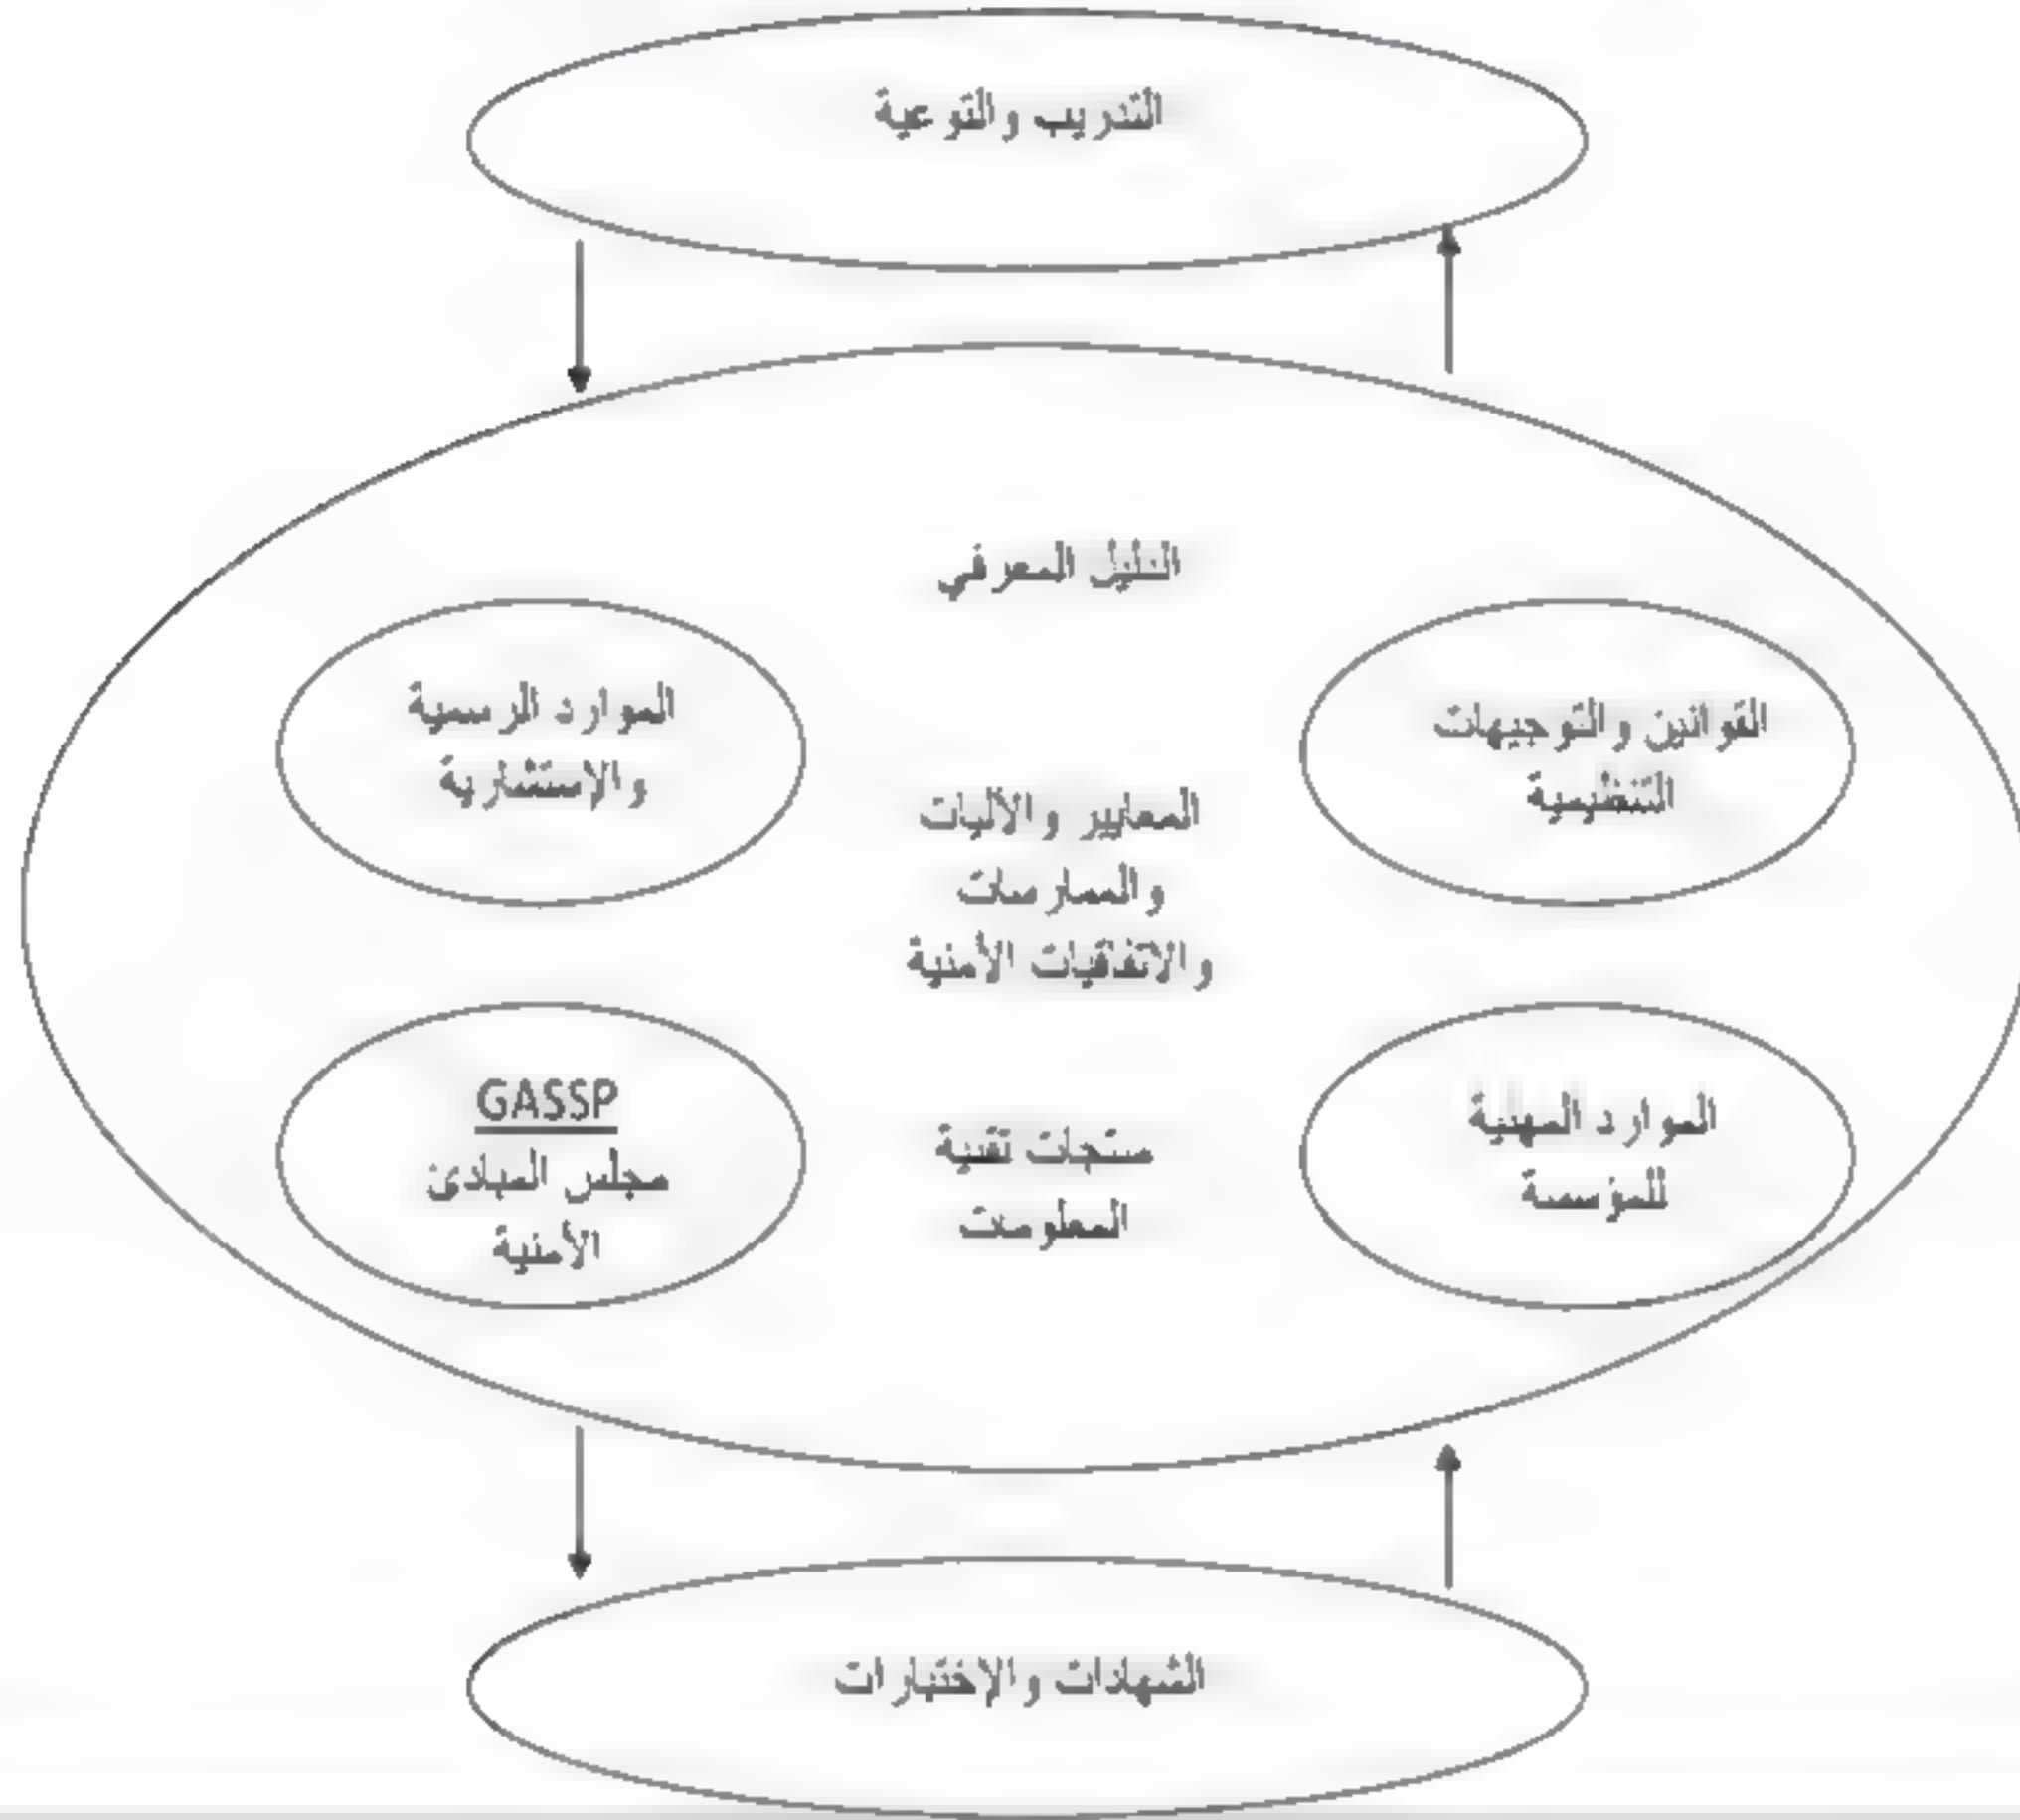 التدريب والتوعية
الدليل المعرفي
القوانين والتوجيهات
التنظيمية
الموارد الرسمية
والإستشارية
المعايير والآليات
والممارسات
والاتفاقيات الأمنية
الموارد المهنية
للمؤسسة
منتجات تقنية
المعلومات
GASSP
مجلس المبادئ
الأمنية
الشهادات والإختبارات